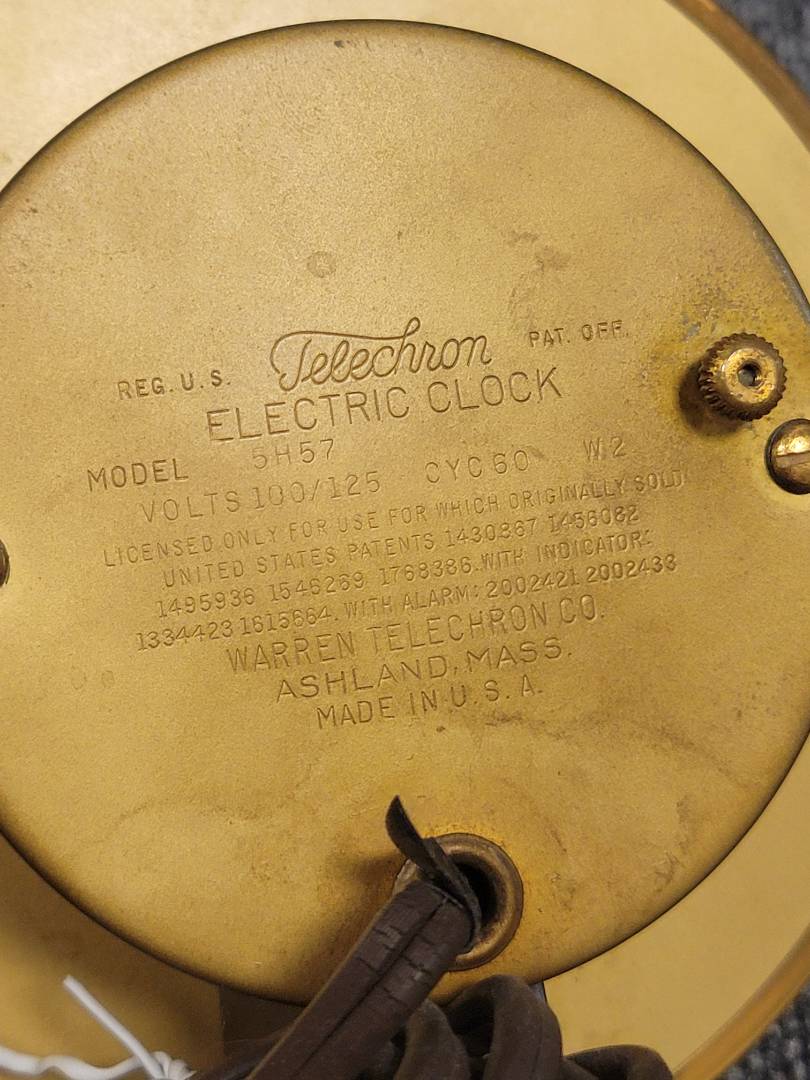 Telechron
REG. U.S. PAT. OFF.
ELECTRIC CLOCK
MODEL 5H57
VOLTS 100/125 CYC 60 W. 2
LICENSED ONLY FOR USE FOR WHICH ORIGINALLY SOLD
UNITED STATES PATENTS 1430867 1456082
1495936 1546269 1768386. WITH INDICATOR:
1334423 1615664. WITH ALARM: 2002421 2002433
WARREN TELECHRON CO.
ASHLAND, MASS.
MADE IN U.S.A.